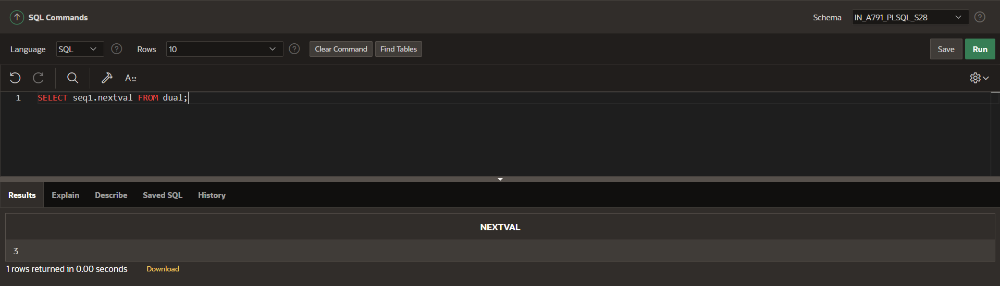 SQL Commands Schema IN_A791_PLSQL_S28 ?
Language SQL ? Rows 10 ? Clear Command Find Tables Save Run
A::
1 SELECT seq1.nextval FROM dual;
Results Explain Describe Saved SQL History
NEXTVAL
3
1 rows returned in 0.00 seconds Download